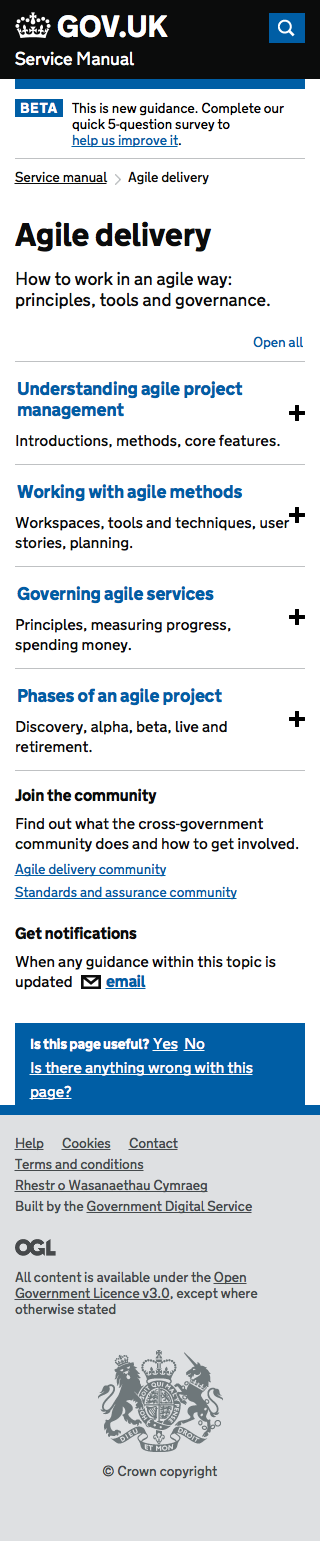 GOV.UK
Service Manual
BETA
This is new guidance. Complete our
quick 5-question survey to
help us improve it.
Service manual > Agile delivery
Agile delivery
How to work in an agile way:
principles, tools and governance.
Open all
Understanding agile project
management
Introductions, methods, core features.
Working with agile methods
Workspaces, tools and techniques, user
stories, planning.
Governing agile services
Principles, measuring progress,
spending money.
Phases of an agile project
Discovery, alpha, beta, live and
retirement.
Join the community
Find out what the cross-government
community does and how to get involved.
Agile delivery community
Standards and assurance community
Get notifications
When any guidance within this topic is
updated email
Is this page useful? Yes No
Is there anything wrong with this
page?
Help Cookies Contact
Terms and conditions
Rhestr o Wasanaethau Cymraeg
Built by the Government Digital Service
OGL
All content is available under the Open
Government Licence v3.0, except where
otherwise stated
DIEU ET MON DROIT
© Crown copyright